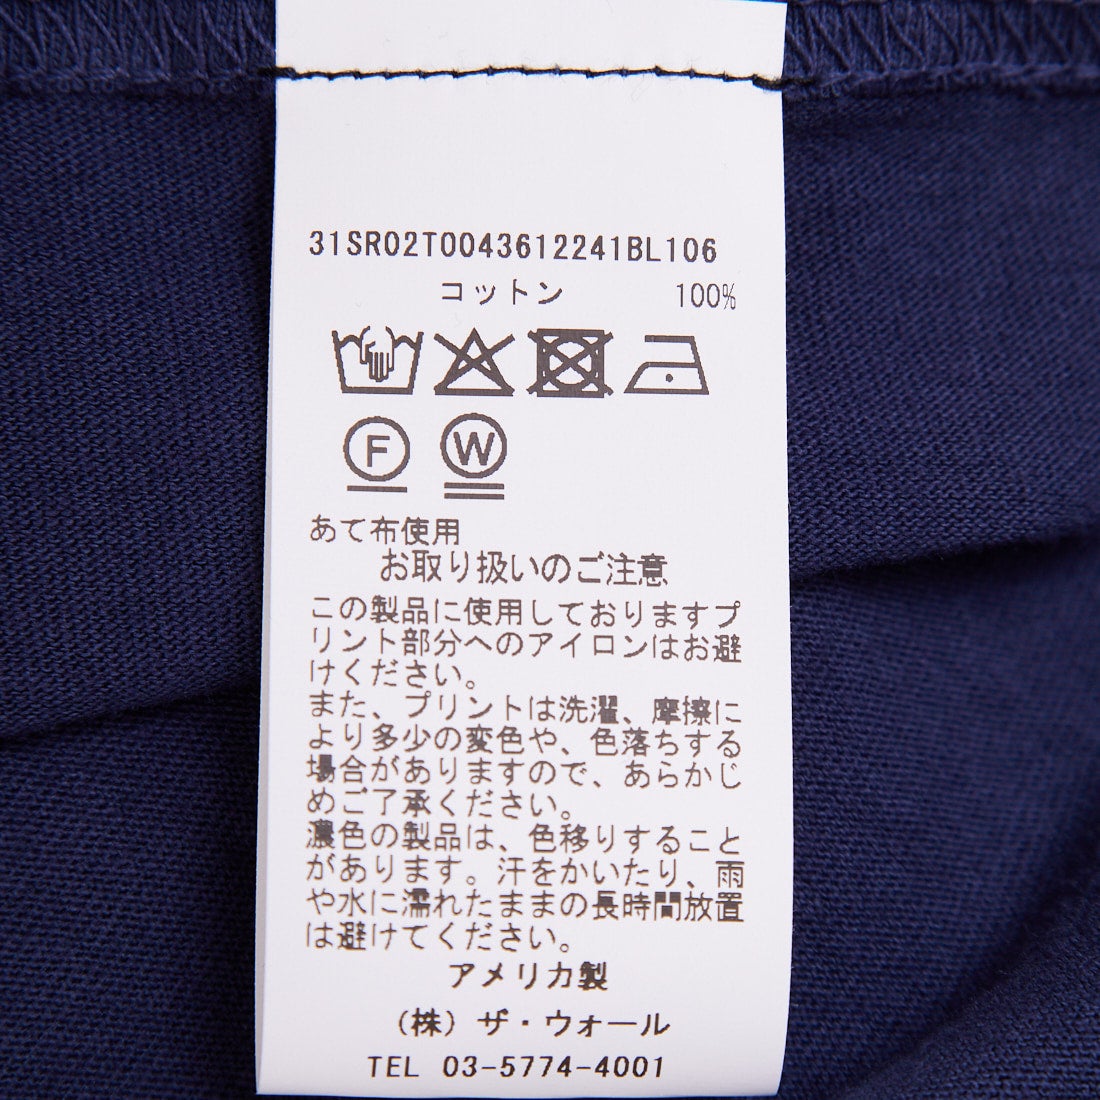 31SR02T0043612241BL106
コットン 100%
F W
あて布使用
お取り扱いのご注意
この製品に使用しておりますプ
リント部分へのアイロンはお避
けください。
また、プリントは洗濯、摩擦に
より多少の変色や、色落ちする
場合がありますので、あらかじ
めご了承ください。
濃色の製品は、色移りすること
があります。汗をかいたり、雨
や水に濡れたままの長時間放置
は避けてください。
アメリカ製
（株）ザ・ウォール
TEL 03-5774-4001